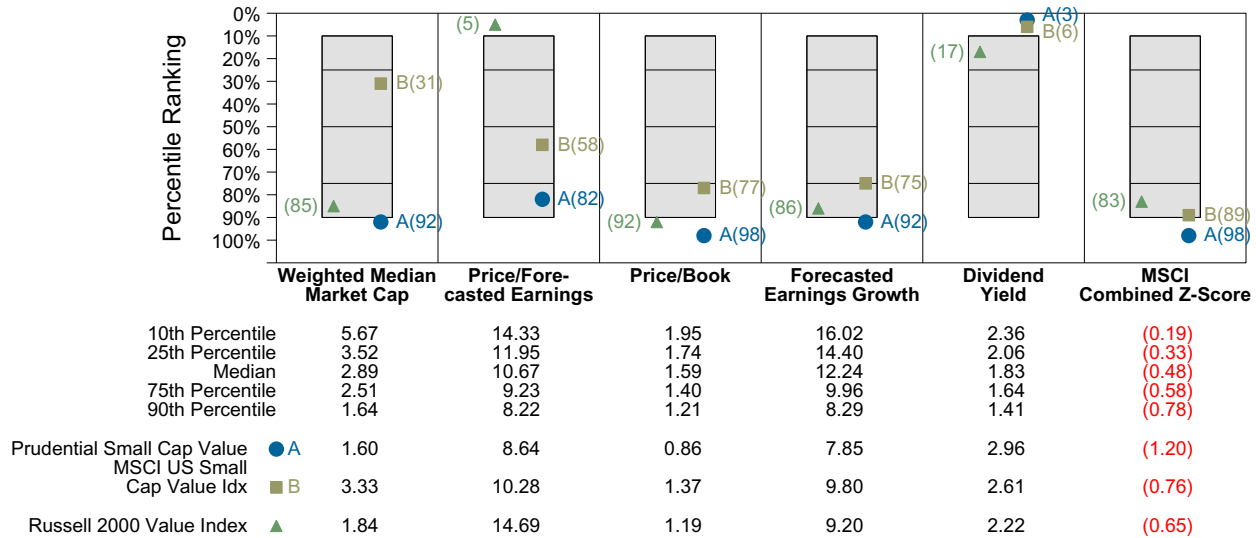 Percentile Ranking
0%
10%
20%
30%
40%
50%
60%
70%
80%
90%
100%
(85)
B(31)
A(92)
(5)
B(58)
A(82)
(92)
B(77)
A(98)
(86)
B(75)
A(92)
(17)
A(3)
B(6)
(83)
B(89)
A(98)
Weighted Median
Market Cap
Price/Fore-
casted Earnings
Price/Book
Forecasted
Earnings Growth
Dividend
Yield
MSCI
Combined Z-Score
10th Percentile 5.67 14.33 1.95 16.02 2.36 (0.19)
25th Percentile 3.52 11.95 1.74 14.40 2.06 (0.33)
Median 2.89 10.67 1.59 12.24 1.83 (0.48)
75th Percentile 2.51 9.23 1.40 9.96 1.64 (0.58)
90th Percentile 1.64 8.22 1.21 8.29 1.41 (0.78)
Prudential Small Cap Value A 1.60 8.64 0.86 7.85 2.96 (1.20)
MSCI US Small
Cap Value Idx B 3.33 10.28 1.37 9.80 2.61 (0.76)
Russell 2000 Value Index 1.84 14.69 1.19 9.20 2.22 (0.65)